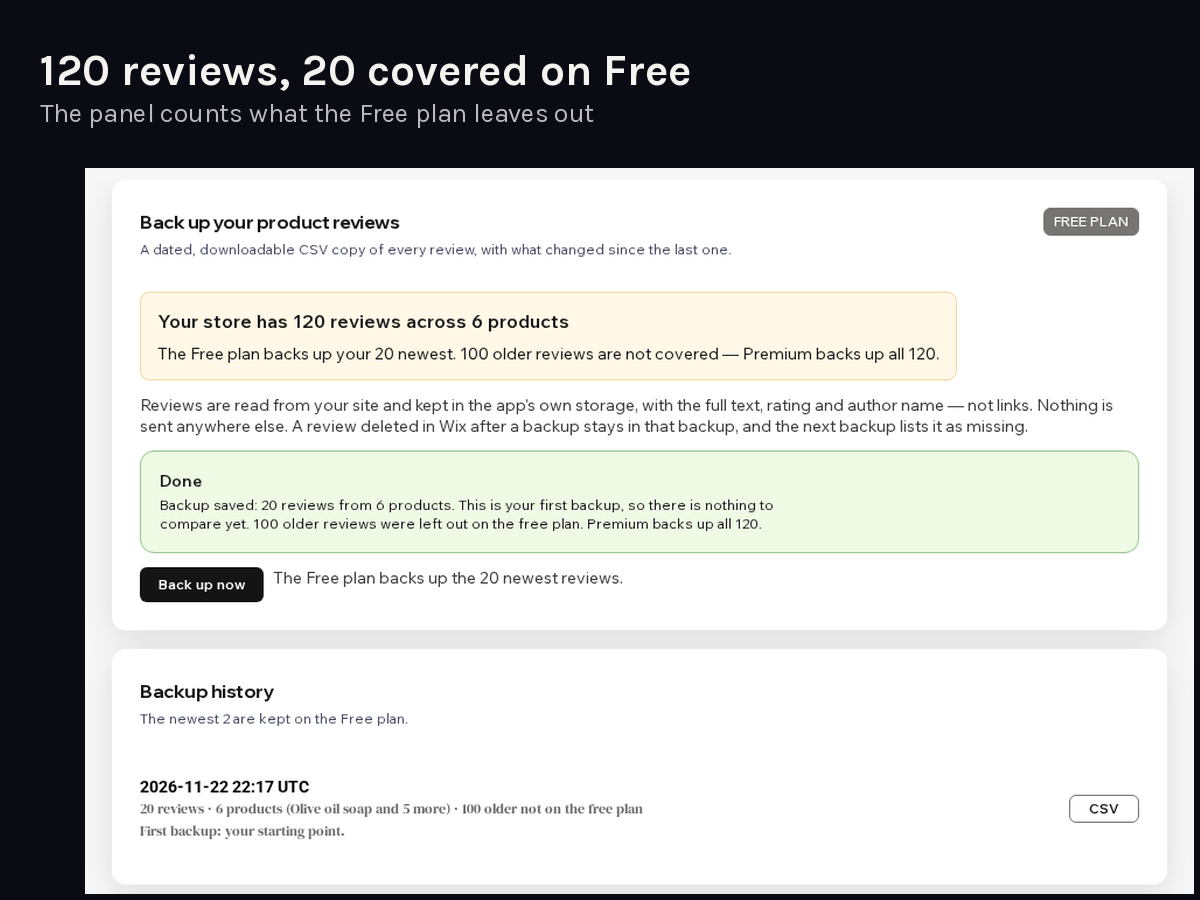 120 reviews, 20 covered on Free
The panel counts what the Free plan leaves out
Back up your product reviews
FREE PLAN
A dated, downloadable CSV copy of every review, with what changed since the last one.
Your store has 120 reviews across 6 products
The Free plan backs up your 20 newest. 100 older reviews are not covered — Premium backs up all 120.
Reviews are read from your site and kept in the app's own storage, with the full text, rating and author name — not links. Nothing is
sent anywhere else. A review deleted in Wix after a backup stays in that backup, and the next backup lists it as missing.
Done
Backup saved: 20 reviews from 6 products. This is your first backup, so there is nothing to
compare yet. 100 older reviews were left out on the free plan. Premium backs up all 120.
Back up now
The Free plan backs up the 20 newest reviews.
Backup history
The newest 2 are kept on the Free plan.
2026-11-22 22:17 UTC
20 reviews · 6 products (Olive oil soap and 5 more) · 100 older not on the free plan
CSV
First backup: your starting point.